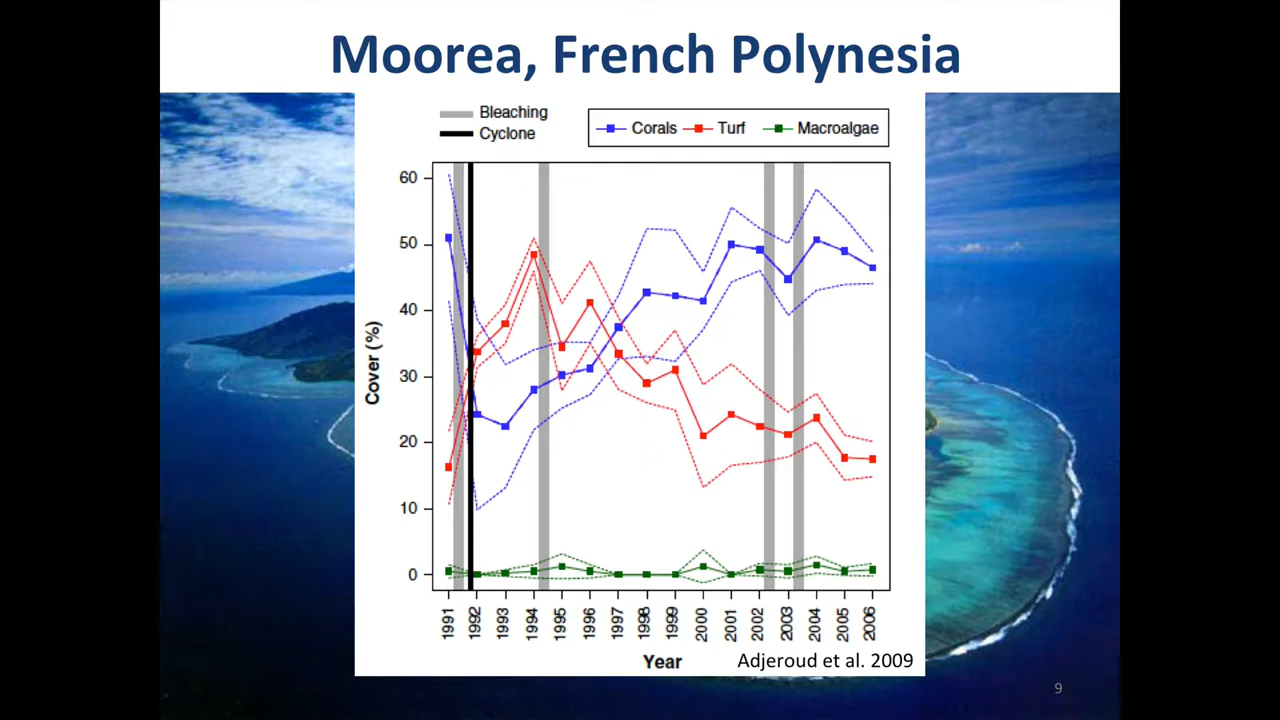 Moorea, French Polynesia
Bleaching
Cyclone
Corals Turf Macroalgae
60
50
40
30
20
10
0
Cover (%)
1991 1992 1993 1994 1995 1996 1997 1998 1999 2000 2001 2002 2003 2004 2005 2006
Year
Adjeroud et al. 2009
9